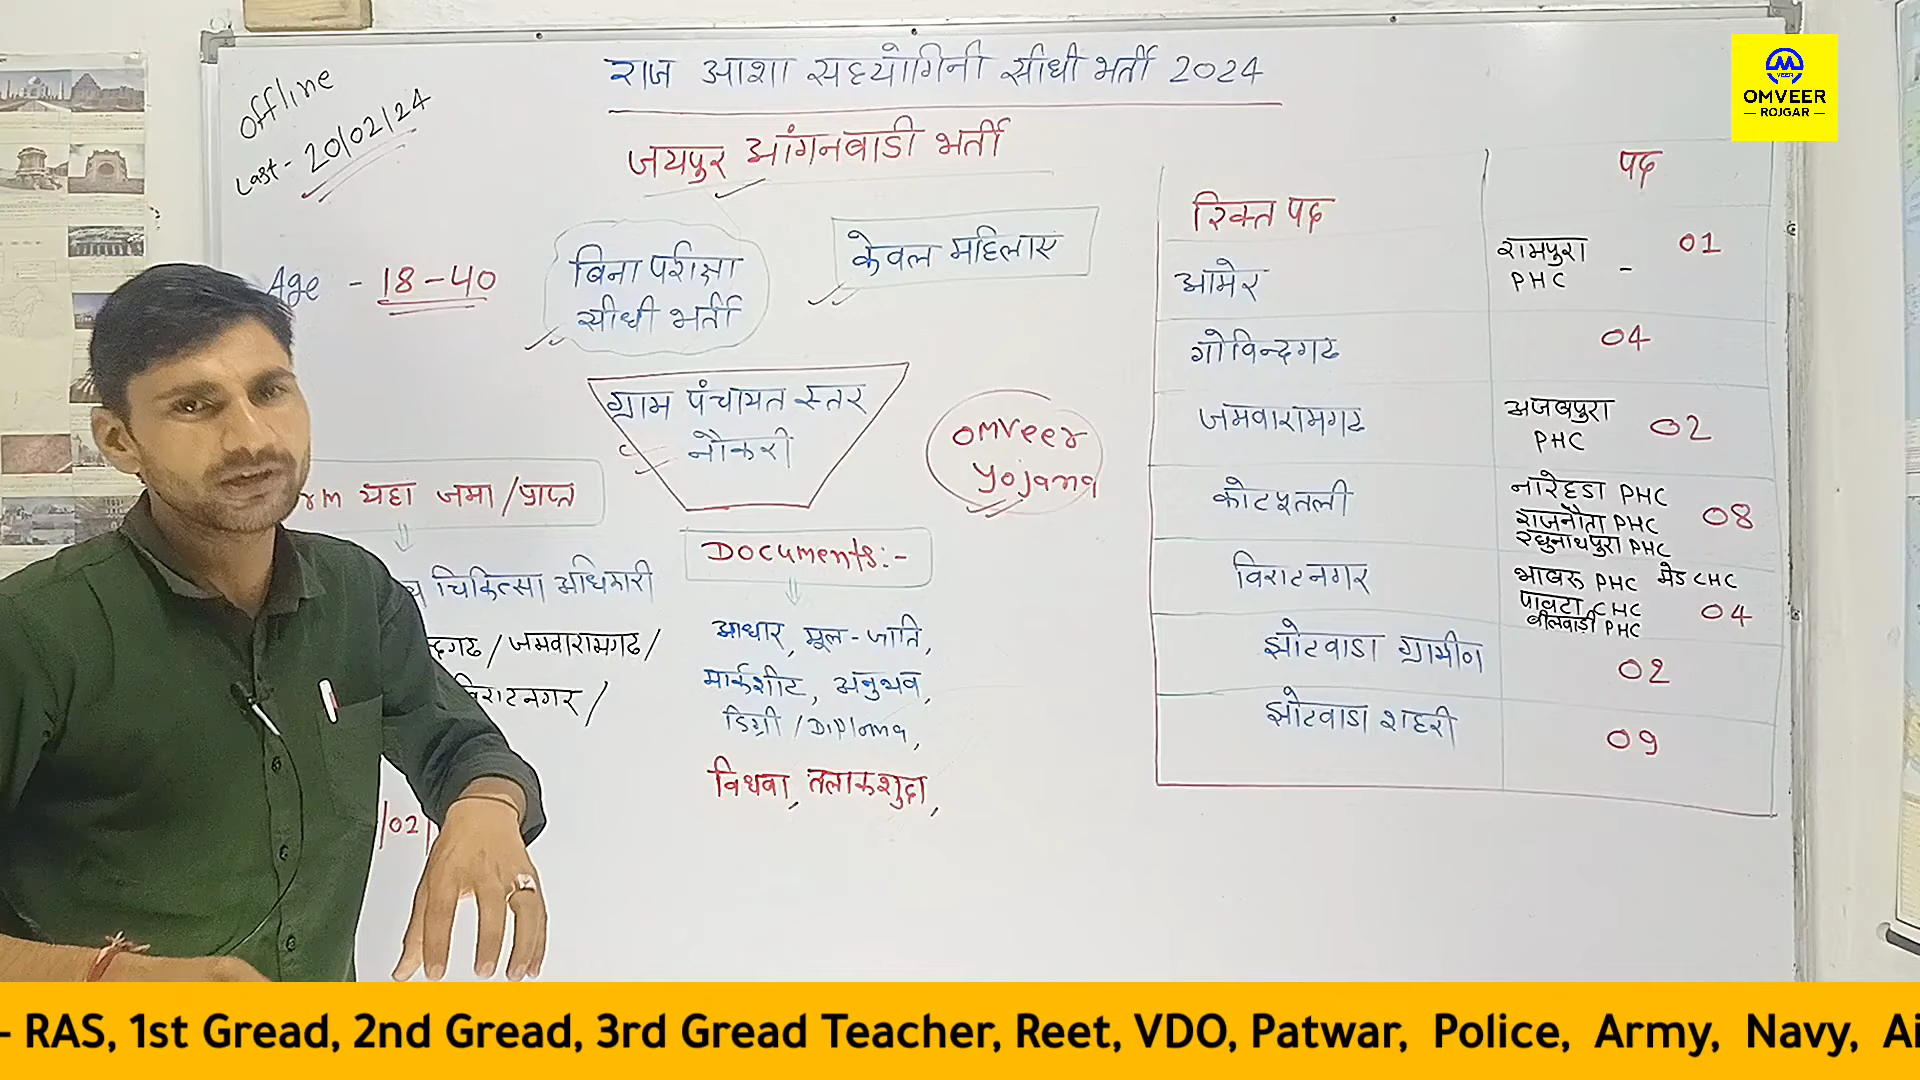 Offline
Last - 20/02/24
राज आशा सहयोगिनी सीधी भर्ती 2024
जयपुर आंगनवाडी भर्ती
Age - 18-40
बिना परीक्षा
सीधी भर्ती
केवल महिलाए
ग्राम पंचायत स्तर
नौकरी
omveer
yojana
यहा जमा/प्राप्त
चिकित्सा अधिकारी
/जमवारामगढ/
विराटनगर/
/02/
Documents:-
आधार, मूल-जाति,
मार्कशीट, अनुभव,
डिग्री/Diploma,
विधवा, तलाकशुदा,
रिक्त पद
पद
आमेर
रामपुरा
PHC - 01
गोविन्दगढ
04
जमवारामगढ
अजबपुरा
PHC 02
कोटपुतली
नारेहडा PHC
राजनौता PHC 08
रघुनाथपुरा PHC
विराटनगर
भाबरू PHC मेड CHC
पावटा CHC 04
बीलवाड़ी PHC
झोटवाडा ग्रामीण
02
झोटवाडा शहरी
09
VEER
OMVEER
ROJGAR
- RAS, 1st Gread, 2nd Gread, 3rd Gread Teacher, Reet, VDO, Patwar, Police, Army, Navy, Ai